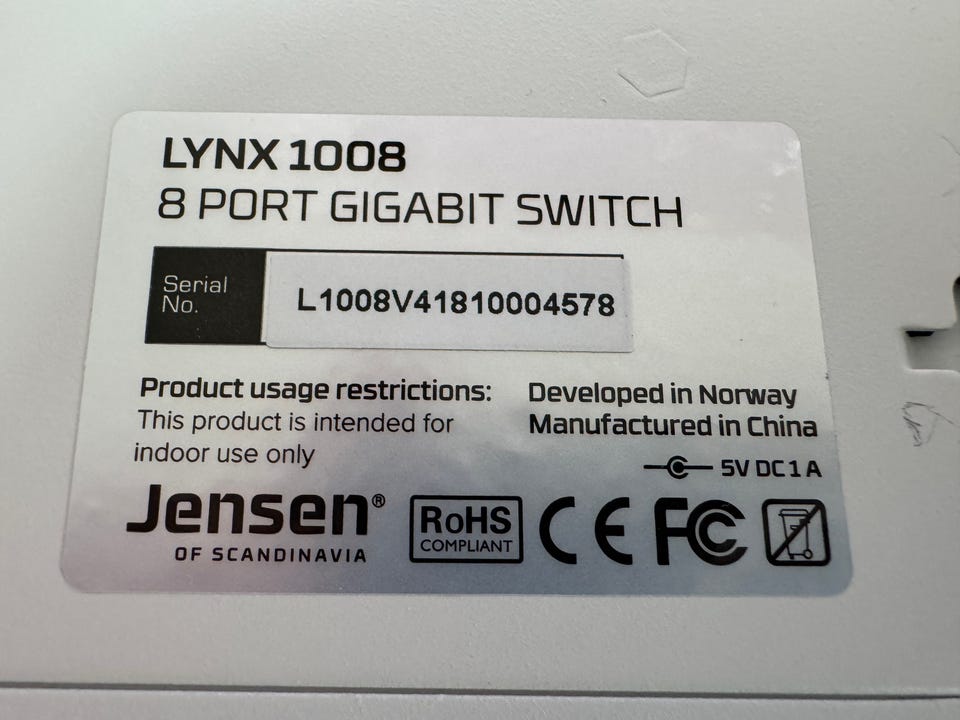 LYNX 1008
8 PORT GIGABIT SWITCH
Serial
No.
L1008V41810004578
Product usage restrictions:
This product is intended for
indoor use only
Developed in Norway
Manufactured in China
5V DC 1 A
Jensen®
OF SCANDINAVIA
RoHS
COMPLIANT
CE FC